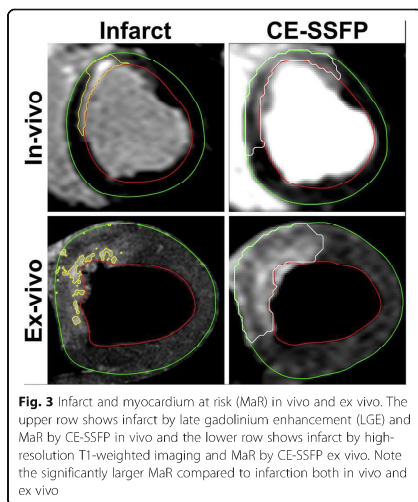 Infarct CE-SSFP
In-vivo
Ex-vivo
Fig. 3 Infarct and myocardium at risk (MaR) in vivo and ex vivo. The
upper row shows infarct by late gadolinium enhancement (LGE) and
MaR by CE-SSFP in vivo and the lower row shows infarct by high-
resolution T1-weighted imaging and MaR by CE-SSFP ex vivo. Note
the significantly larger MaR compared to infarction both in vivo and
ex vivo